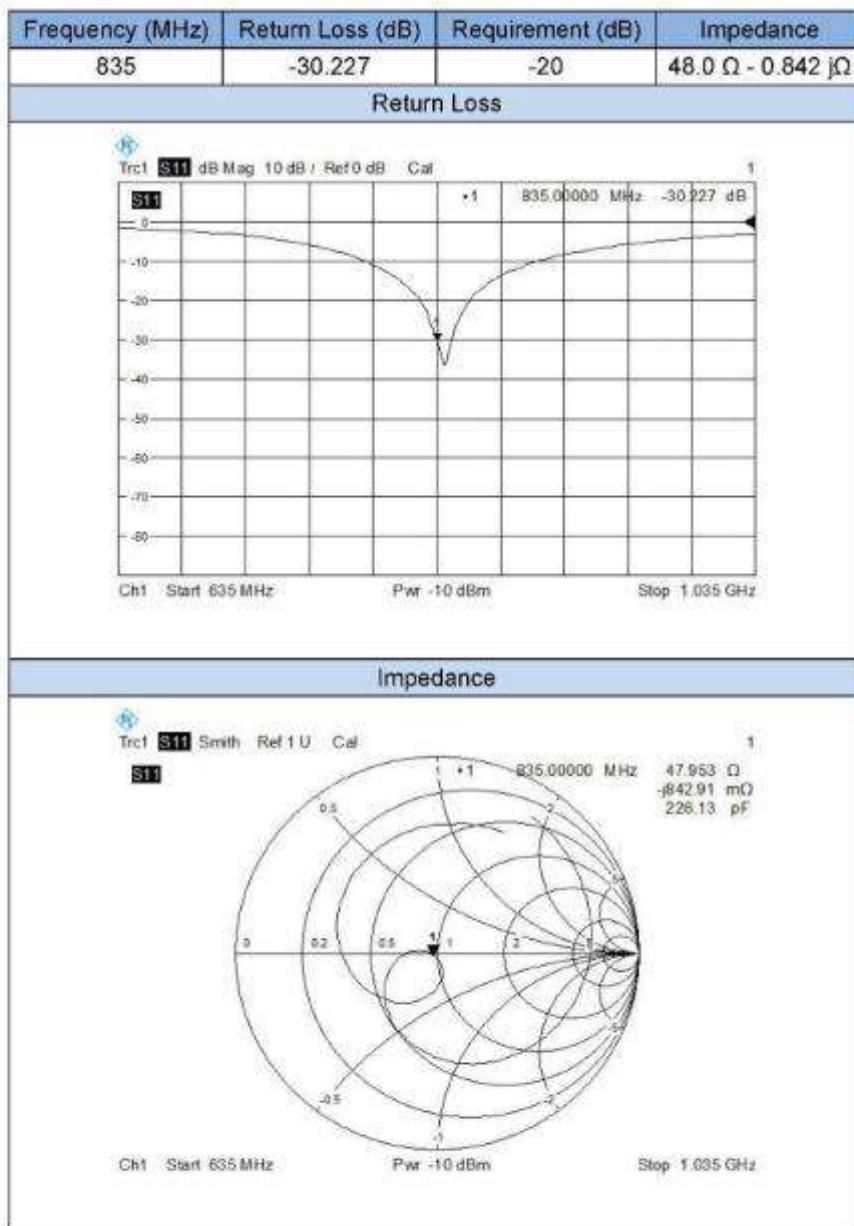 Frequency (MHz) Return Loss (dB) Requirement (dB) Impedance
835 -30.227 -20 48.0 Ω - 0.842 jΩ
Return Loss
Trc1 S11 dB Mag 10 dB / Ref 0 dB Cal 1
S11 •1 835.00000 MHz -30.227 dB
0
-10
-20
1
-30
-40
-50
-60
-70
-80
Ch1 Start 635 MHz Pwr -10 dBm Stop 1.035 GHz
Impedance
Trc1 S11 Smith Ref 1 U Cal 1
S11 1 •1 835.00000 MHz 47.953 Ω
-j842.91 mΩ
226.13 pF
0.5 2
5
1
0 0.2 0.5 1 2 5
-5
-0.5 -2
-1
Ch1 Start 635 MHz Pwr -10 dBm Stop 1.035 GHz